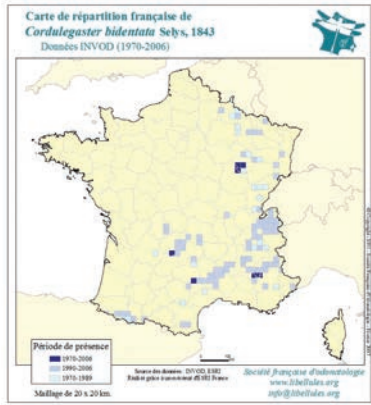 Carte de répartition française de
Cordulegaster bidentata Selys, 1843
Données INVOD (1970-2006)
Période de présence
1970-2006
1990-2006
1970-1989
Maillage de 20 x 20 km.
Source des données : INVOD, ESRI
Société française d'odonatologie
www.libellules.org
info@libellules.org